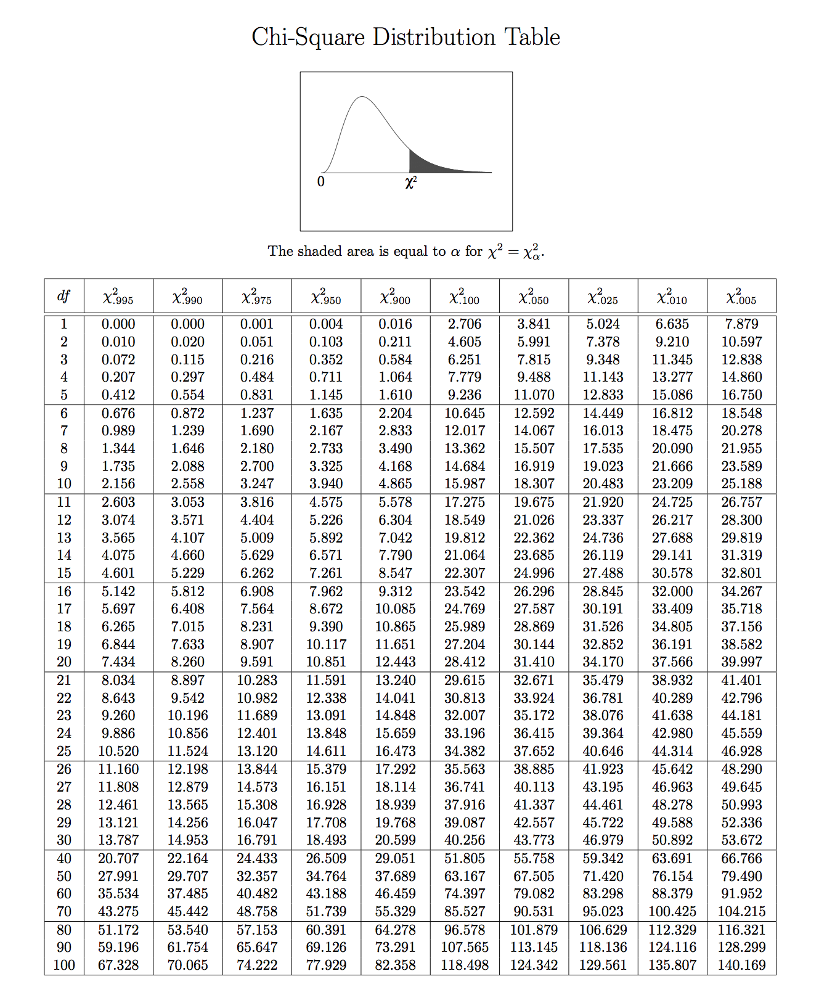 Chi-Square Distribution Table
0
χ²
The shaded area is equal to α for χ² = χ²α.
df χ².995 χ².990 χ².975 χ².950 χ².900 χ².100 χ².050 χ².025 χ².010 χ².005
1 0.000 0.000 0.001 0.004 0.016 2.706 3.841 5.024 6.635 7.879
2 0.010 0.020 0.051 0.103 0.211 4.605 5.991 7.378 9.210 10.597
3 0.072 0.115 0.216 0.352 0.584 6.251 7.815 9.348 11.345 12.838
4 0.207 0.297 0.484 0.711 1.064 7.779 9.488 11.143 13.277 14.860
5 0.412 0.554 0.831 1.145 1.610 9.236 11.070 12.833 15.086 16.750
6 0.676 0.872 1.237 1.635 2.204 10.645 12.592 14.449 16.812 18.548
7 0.989 1.239 1.690 2.167 2.833 12.017 14.067 16.013 18.475 20.278
8 1.344 1.646 2.180 2.733 3.490 13.362 15.507 17.535 20.090 21.955
9 1.735 2.088 2.700 3.325 4.168 14.684 16.919 19.023 21.666 23.589
10 2.156 2.558 3.247 3.940 4.865 15.987 18.307 20.483 23.209 25.188
11 2.603 3.053 3.816 4.575 5.578 17.275 19.675 21.920 24.725 26.757
12 3.074 3.571 4.404 5.226 6.304 18.549 21.026 23.337 26.217 28.300
13 3.565 4.107 5.009 5.892 7.042 19.812 22.362 24.736 27.688 29.819
14 4.075 4.660 5.629 6.571 7.790 21.064 23.685 26.119 29.141 31.319
15 4.601 5.229 6.262 7.261 8.547 22.307 24.996 27.488 30.578 32.801
16 5.142 5.812 6.908 7.962 9.312 23.542 26.296 28.845 32.000 34.267
17 5.697 6.408 7.564 8.672 10.085 24.769 27.587 30.191 33.409 35.718
18 6.265 7.015 8.231 9.390 10.865 25.989 28.869 31.526 34.805 37.156
19 6.844 7.633 8.907 10.117 11.651 27.204 30.144 32.852 36.191 38.582
20 7.434 8.260 9.591 10.851 12.443 28.412 31.410 34.170 37.566 39.997
21 8.034 8.897 10.283 11.591 13.240 29.615 32.671 35.479 38.932 41.401
22 8.643 9.542 10.982 12.338 14.041 30.813 33.924 36.781 40.289 42.796
23 9.260 10.196 11.689 13.091 14.848 32.007 35.172 38.076 41.638 44.181
24 9.886 10.856 12.401 13.848 15.659 33.196 36.415 39.364 42.980 45.559
25 10.520 11.524 13.120 14.611 16.473 34.382 37.652 40.646 44.314 46.928
26 11.160 12.198 13.844 15.379 17.292 35.563 38.885 41.923 45.642 48.290
27 11.808 12.879 14.573 16.151 18.114 36.741 40.113 43.195 46.963 49.645
28 12.461 13.565 15.308 16.928 18.939 37.916 41.337 44.461 48.278 50.993
29 13.121 14.256 16.047 17.708 19.768 39.087 42.557 45.722 49.588 52.336
30 13.787 14.953 16.791 18.493 20.599 40.256 43.773 46.979 50.892 53.672
40 20.707 22.164 24.433 26.509 29.051 51.805 55.758 59.342 63.691 66.766
50 27.991 29.707 32.357 34.764 37.689 63.167 67.505 71.420 76.154 79.490
60 35.534 37.485 40.482 43.188 46.459 74.397 79.082 83.298 88.379 91.952
70 43.275 45.442 48.758 51.739 55.329 85.527 90.531 95.023 100.425 104.215
80 51.172 53.540 57.153 60.391 64.278 96.578 101.879 106.629 112.329 116.321
90 59.196 61.754 65.647 69.126 73.291 107.565 113.145 118.136 124.116 128.299
100 67.328 70.065 74.222 77.929 82.358 118.498 124.342 129.561 135.807 140.169